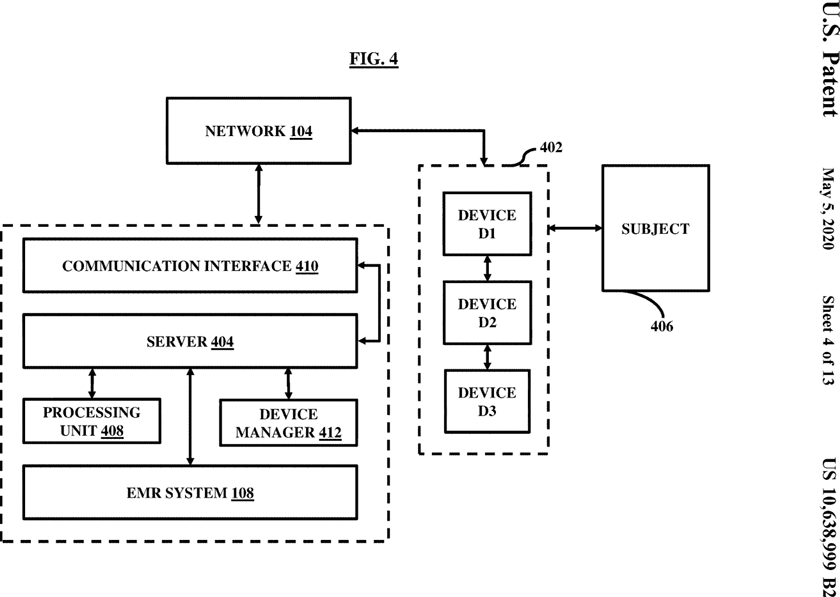 U.S. Patent
May 5, 2020
Sheet 4 of 13
US 10,638,999 B2
FIG. 4
NETWORK 104
402
DEVICE
D1
SUBJECT
406
COMMUNICATION INTERFACE 410
SERVER 404
DEVICE
D2
PROCESSING
UNIT 408
DEVICE
MANAGER 412
DEVICE
D3
EMR SYSTEM 108